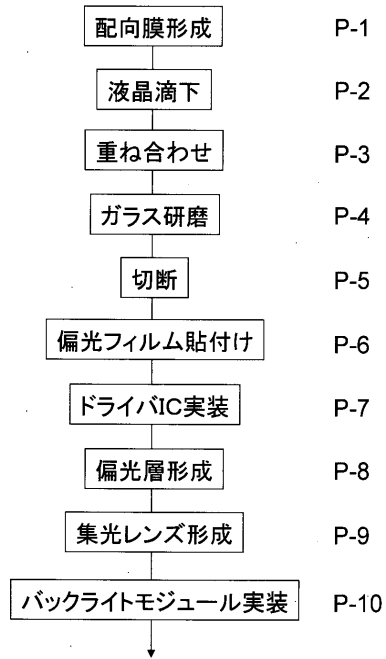 配向膜形成 P-1
液晶滴下 P-2
重ね合わせ P-3
ガラス研磨 P-4
切断 P-5
偏光フィルム貼付け P-6
ドライバIC実装 P-7
偏光層形成 P-8
集光レンズ形成 P-9
バックライトモジュール実装 P-10